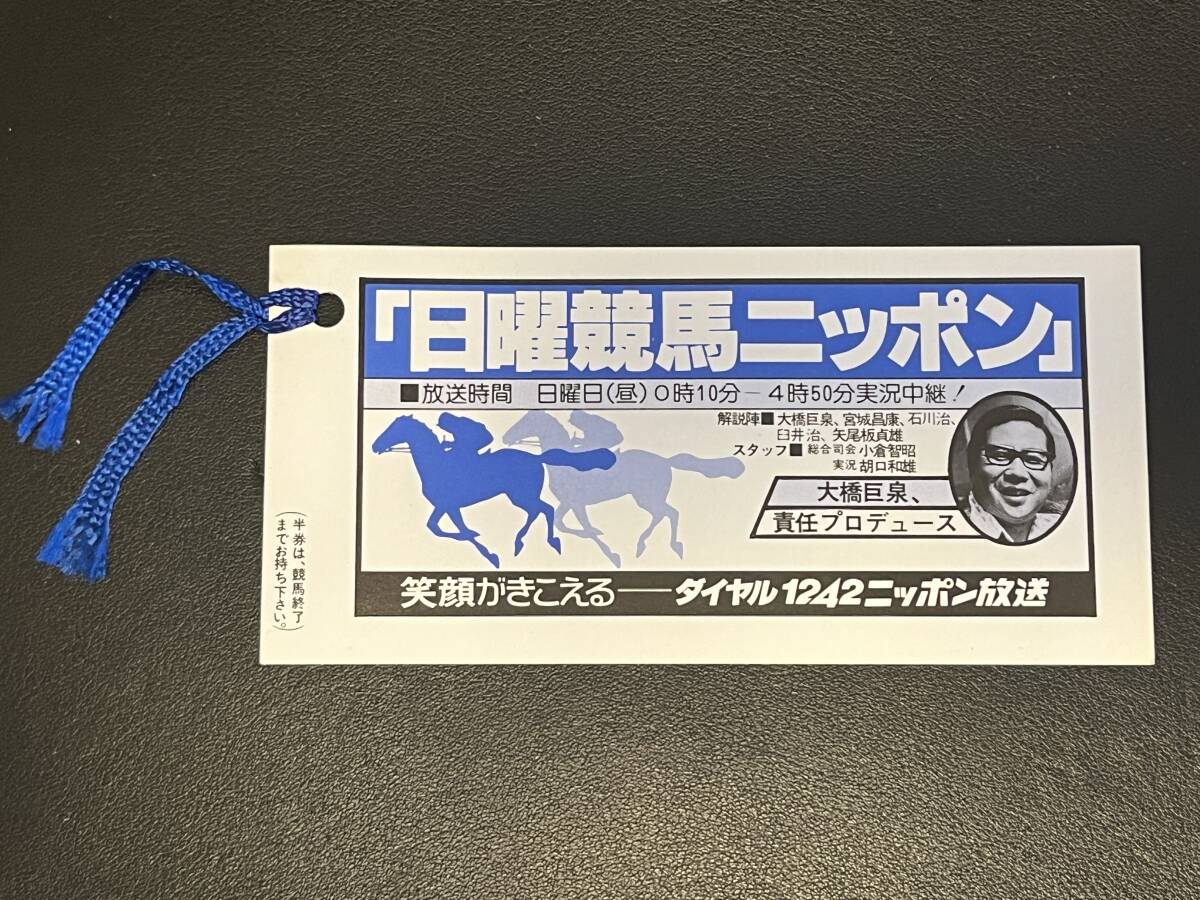 「日曜競馬ニッポン」
■放送時間 日曜日(昼)0時10分−4時50分実況中継!
解説陣■大橋巨泉、宮城昌康、石川治、
臼井治、矢尾板貞雄
スタッフ■総合司会 小倉智昭
実況 胡口和雄
大橋巨泉、
責任プロデュース
笑顔がきこえる──ダイヤル1242ニッポン放送
(半券は、競馬終了
までお持ち下さい。)